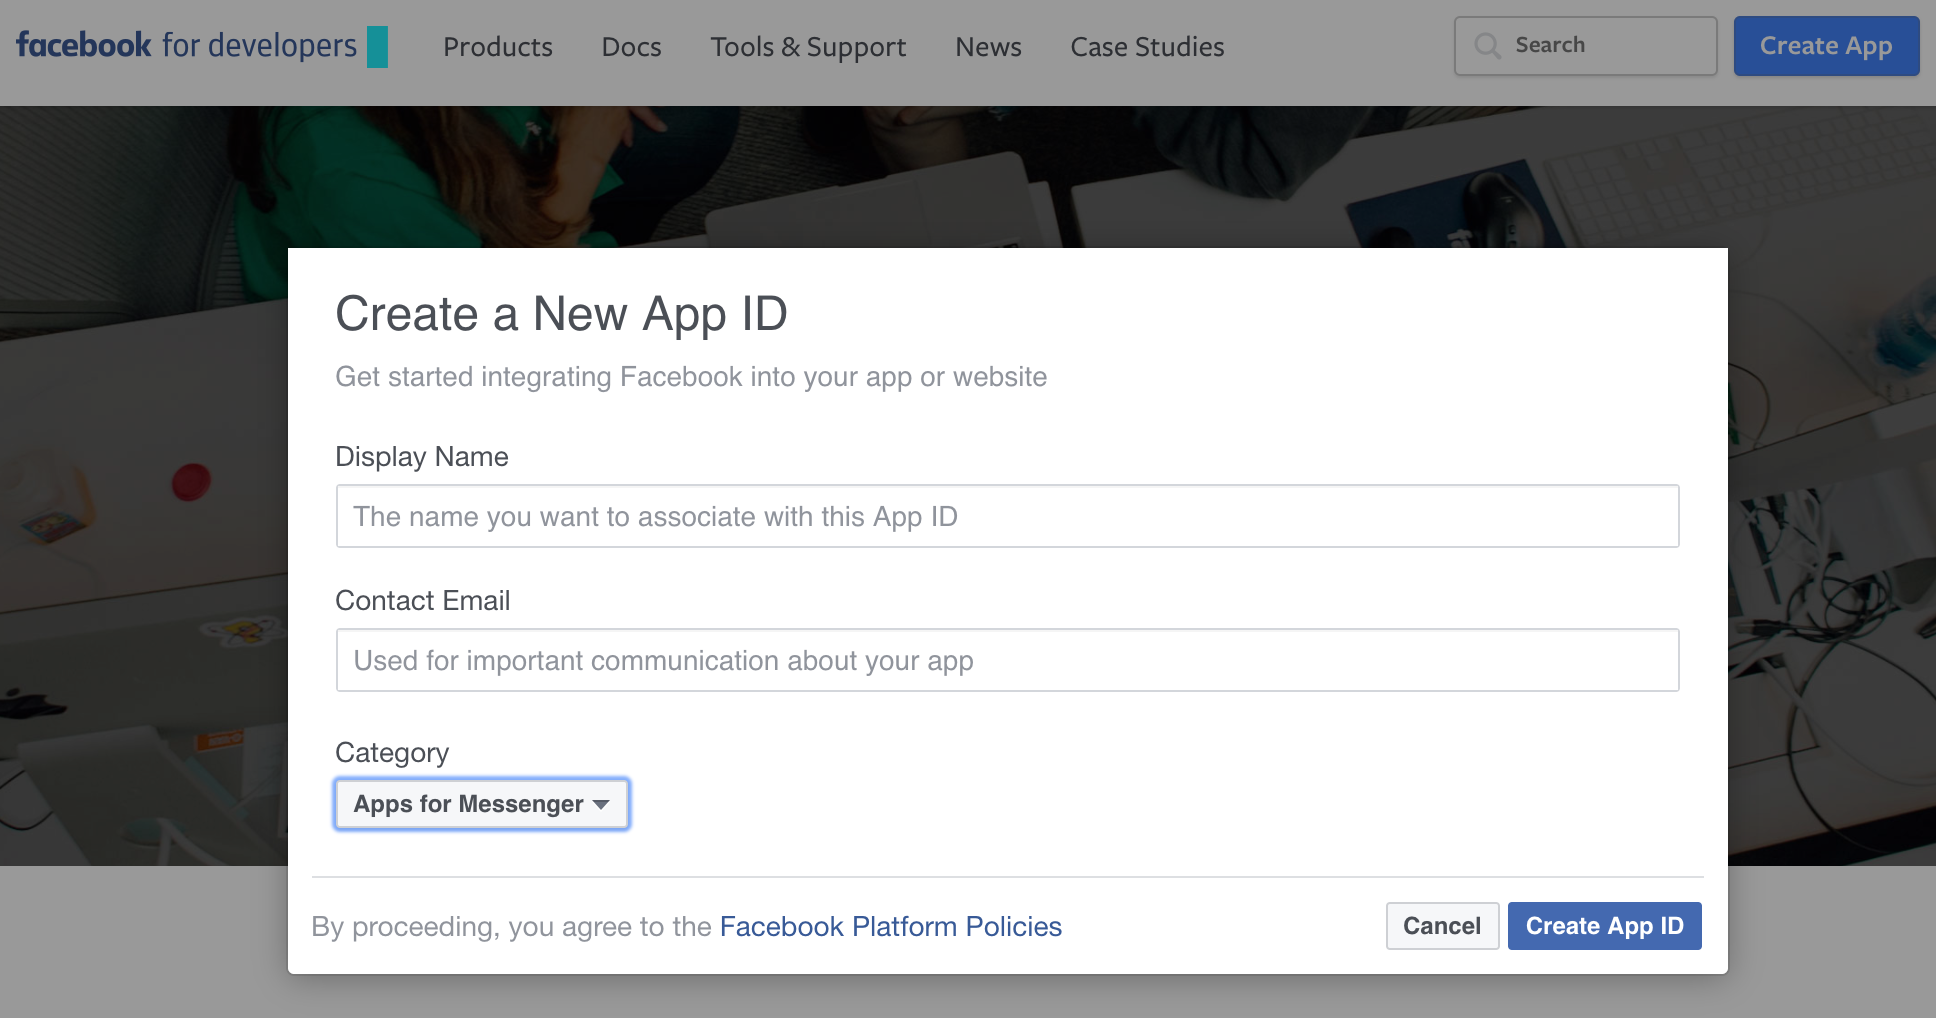 facebook for developers Products Docs Tools & Support News Case Studies Search Create App
Create a New App ID
Get started integrating Facebook into your app or website
Display Name
The name you want to associate with this App ID
Contact Email
Used for important communication about your app
Category
Apps for Messenger
By proceeding, you agree to the Facebook Platform Policies Cancel Create App ID